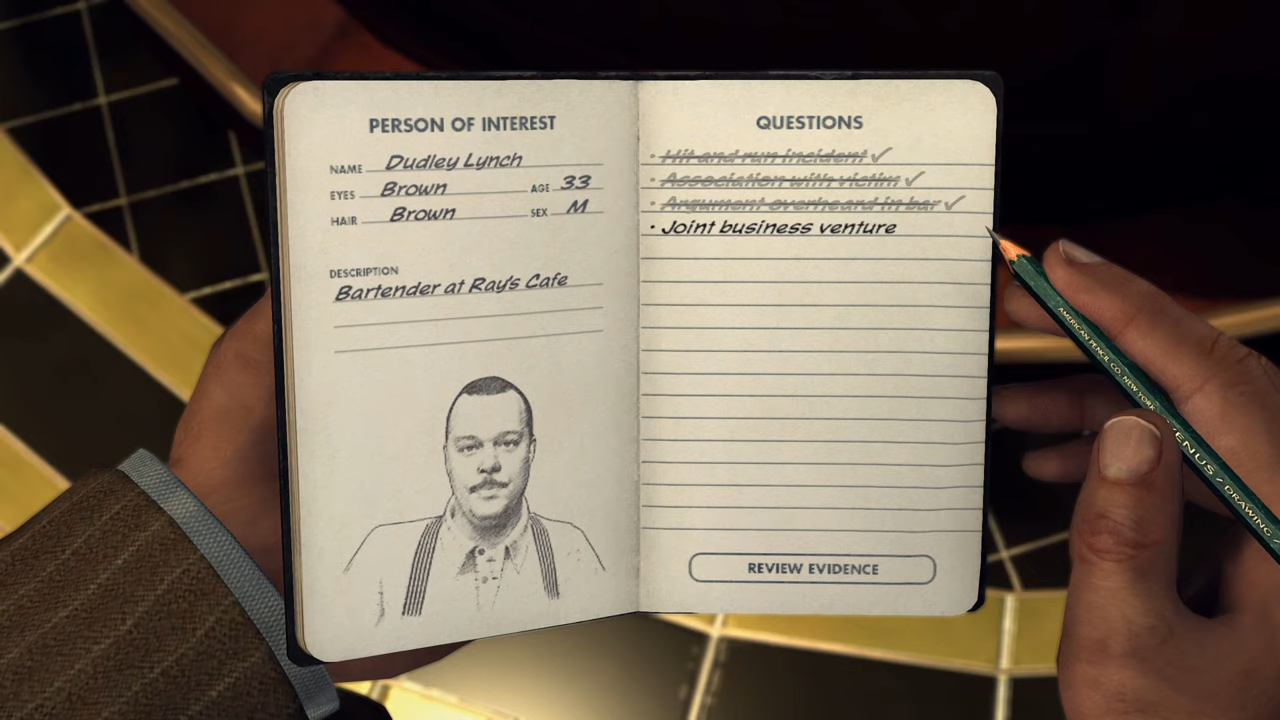 PERSON OF INTEREST
NAME Dudley Lynch
EYES Brown AGE 33
HAIR Brown SEX M
DESCRIPTION
Bartender at Ray's Cafe
QUESTIONS
· Hit and run incident ✓
· Association with victim ✓
· Argument overheard in bar ✓
· Joint business venture
REVIEW EVIDENCE
AMERICAN PENCIL CO. NEW YORK
VENUS / DRAWING /